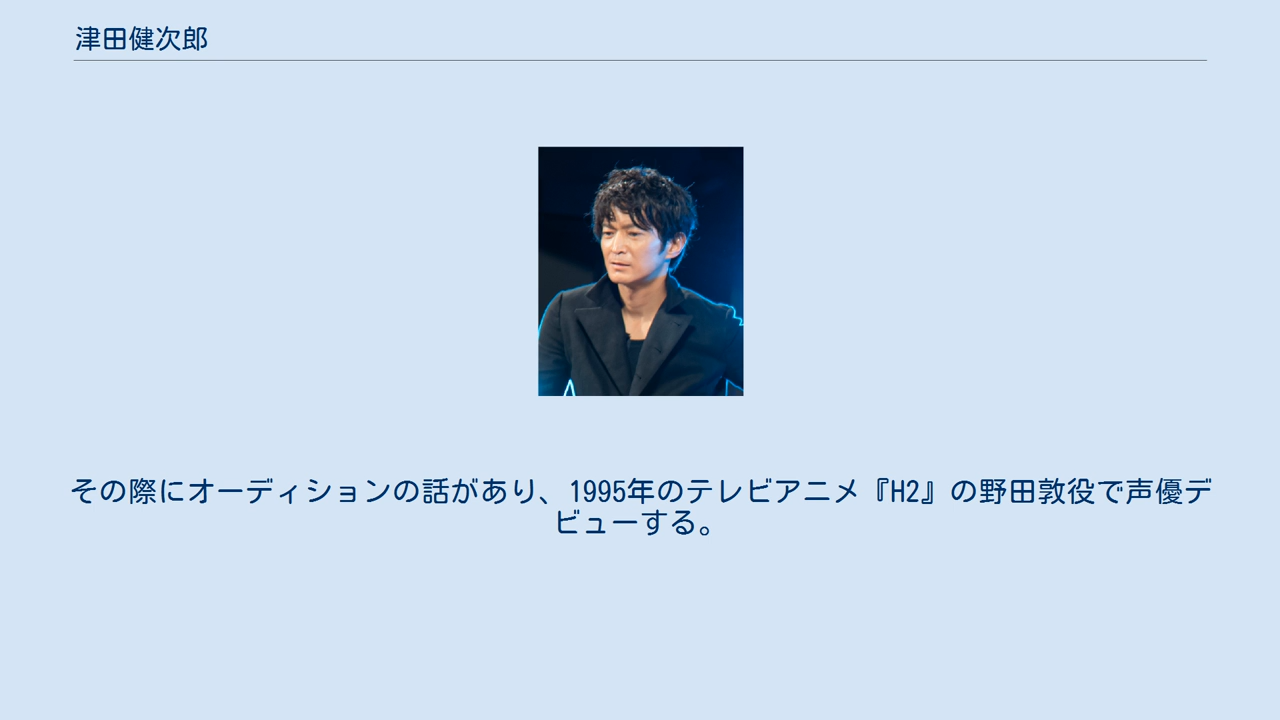 津田健次郎
その際にオーディションの話があり、1995年のテレビアニメ『H2』の野田敦役で声優デ
ビューする。